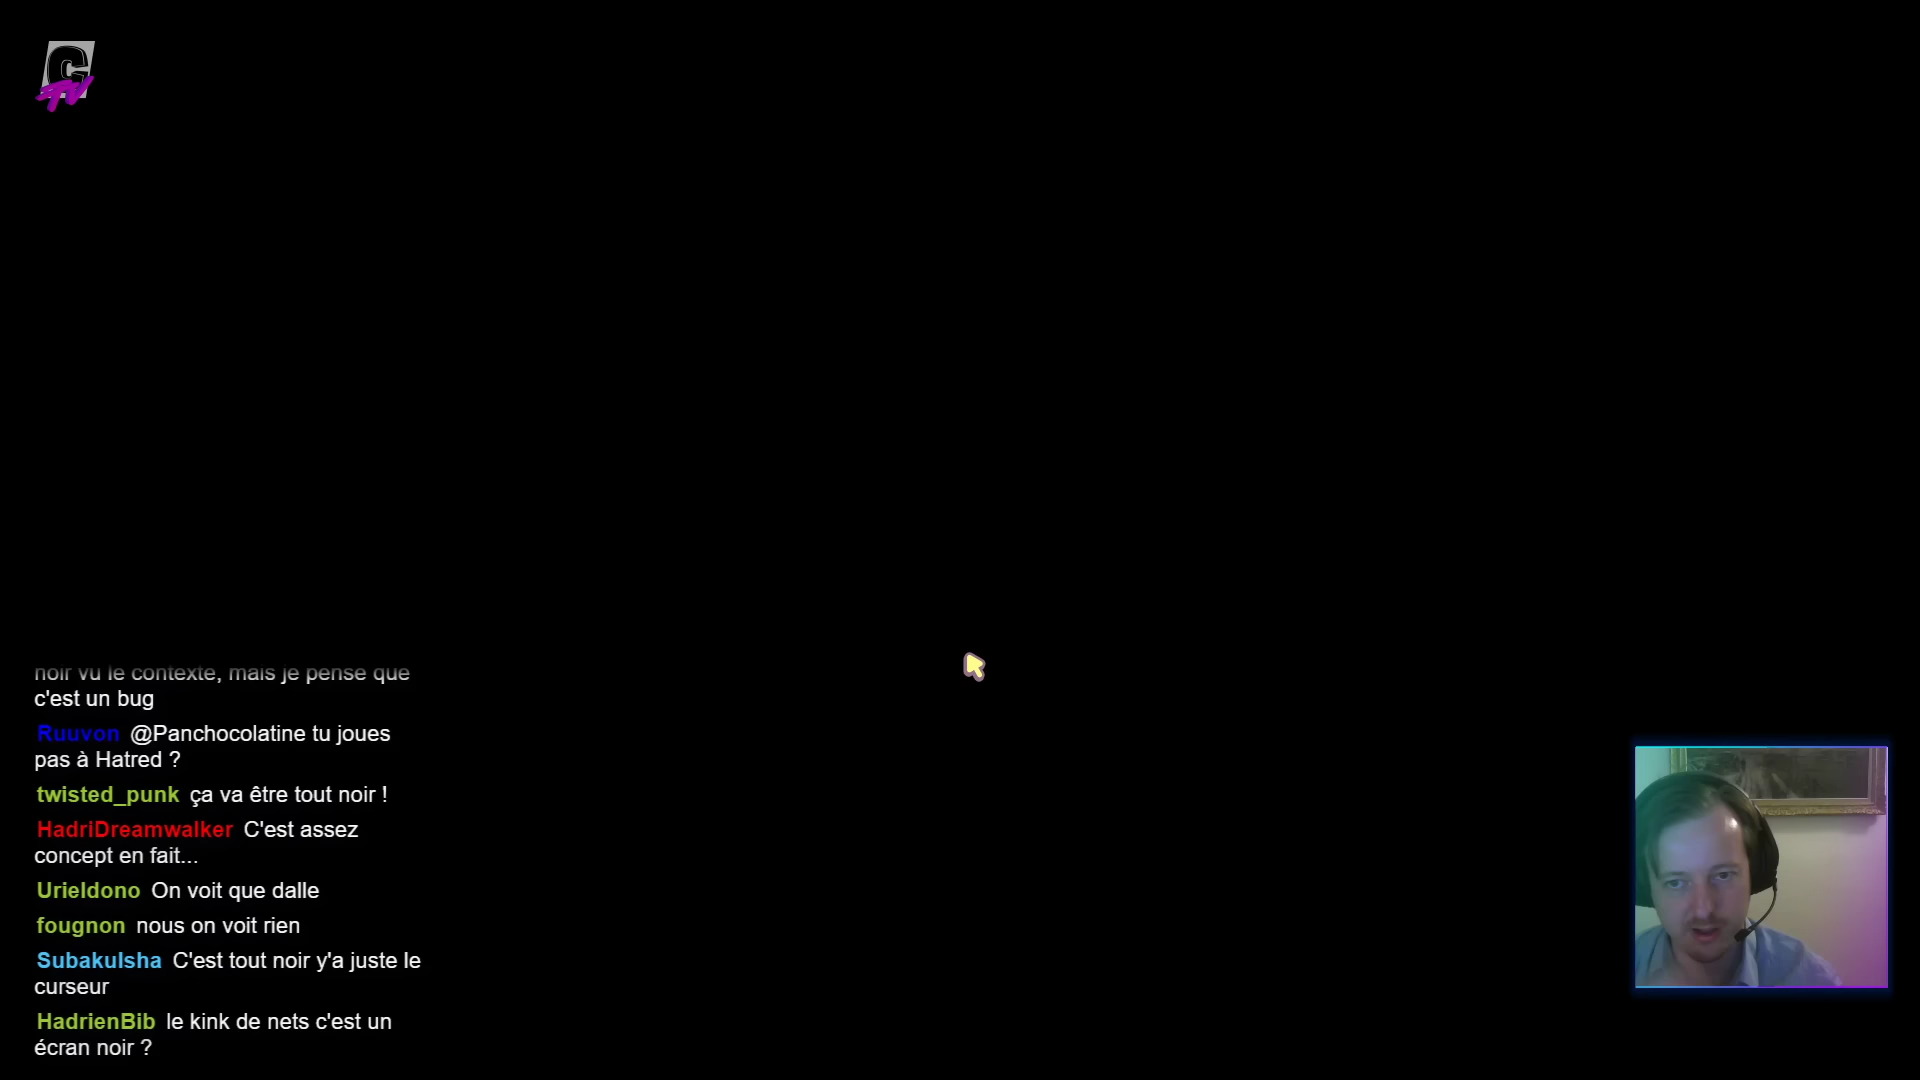 C
TV
noir vu le contexte, mais je pense que
c'est un bug
Ruuvon @Panchocolatine tu joues
pas à Hatred ?
twisted_punk ça va être tout noir !
HadriDreamwalker C'est assez
concept en fait...
Urieldono On voit que dalle
fougnon nous on voit rien
Subakulsha C'est tout noir y'a juste le
curseur
HadrienBib le kink de nets c'est un
écran noir ?